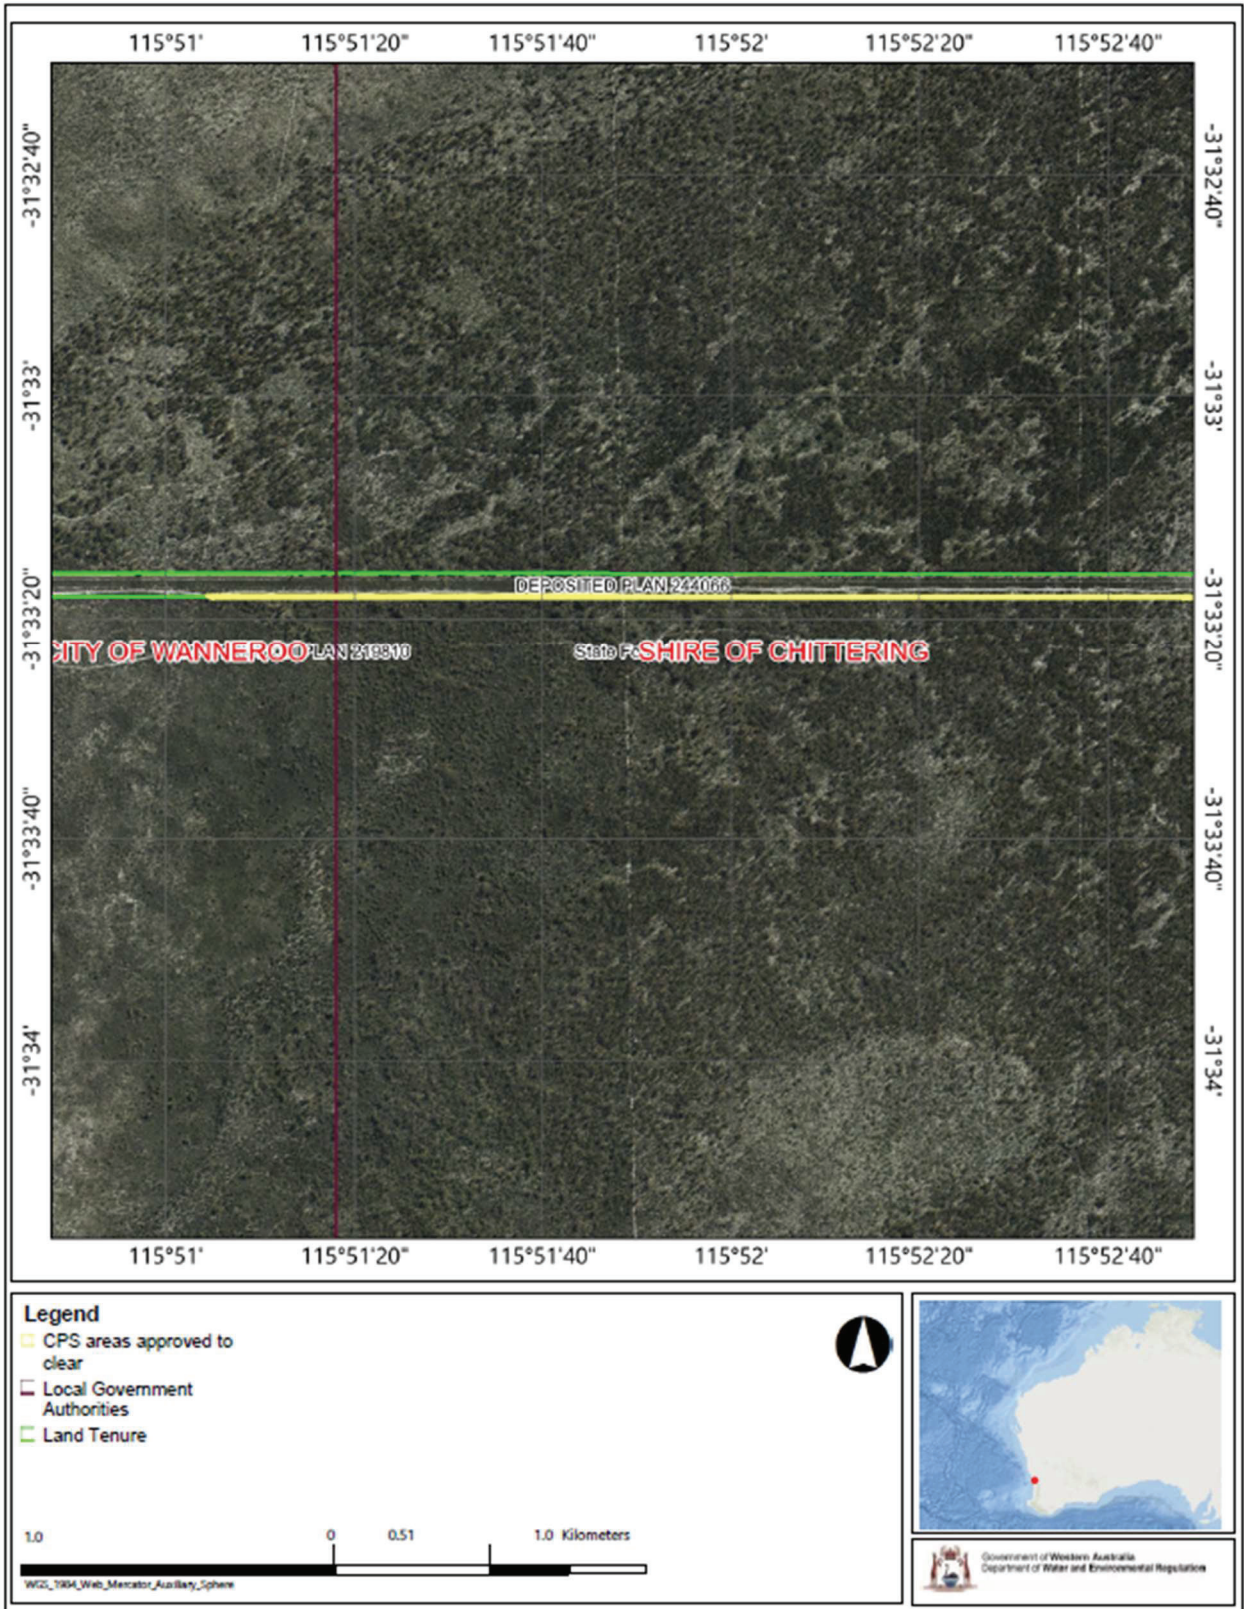 115°51' 115°51'20" 115°51'40" 115°52' 115°52'20" 115°52'40"
-31°32'40" -31°32'40"
-31°33' -31°33'
DEPOSITED PLAN 244066
-31°33'20" -31°33'20"
CITY OF WANNEROO PLAN 219810 State Fo SHIRE OF CHITTERING
-31°33'40" -31°33'40"
-31°34' -31°34'
115°51' 115°51'20" 115°51'40" 115°52' 115°52'20" 115°52'40"
Legend
CPS areas approved to
clear
Local Government
Authorities
Land Tenure
1.0 0 0.51 1.0 Kilometers
WGS_1984_Web_Mercator_Auxiliary_Sphere
Government of Western Australia
Department of Water and Environmental Regulation